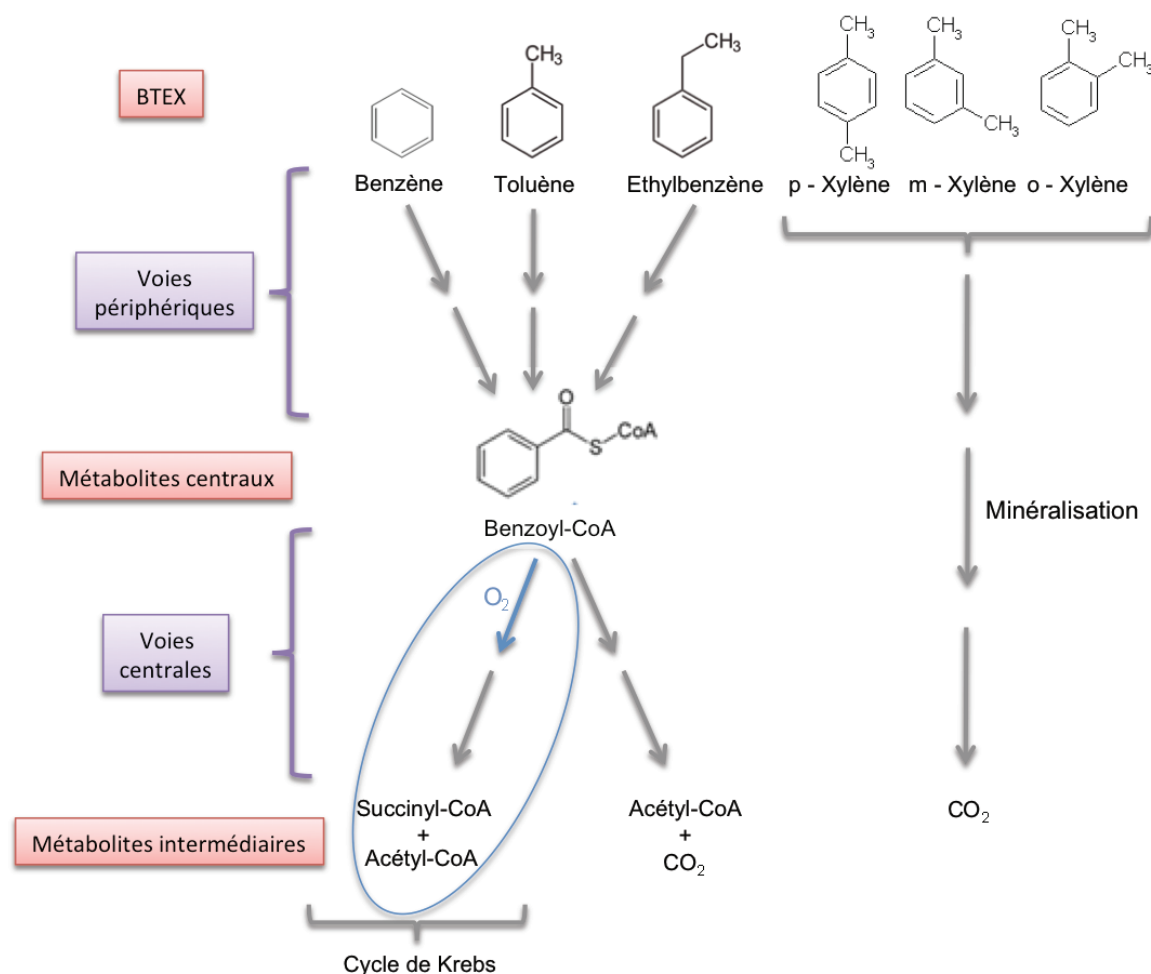 CH3
CH3
CH3
CH3
CH3
BTEX
CH3
CH3
CH3
Benzène
Toluène
Ethylbenzène
p - Xylène
m - Xylène
o - Xylène
Voies
périphériques
O
S
CoA
Métabolites centraux
Benzoyl-CoA
Minéralisation
O2
Voies
centrales
Succinyl-CoA
+
Acétyl-CoA
Acétyl-CoA
+
CO2
CO2
Métabolites intermédiaires
Cycle de Krebs